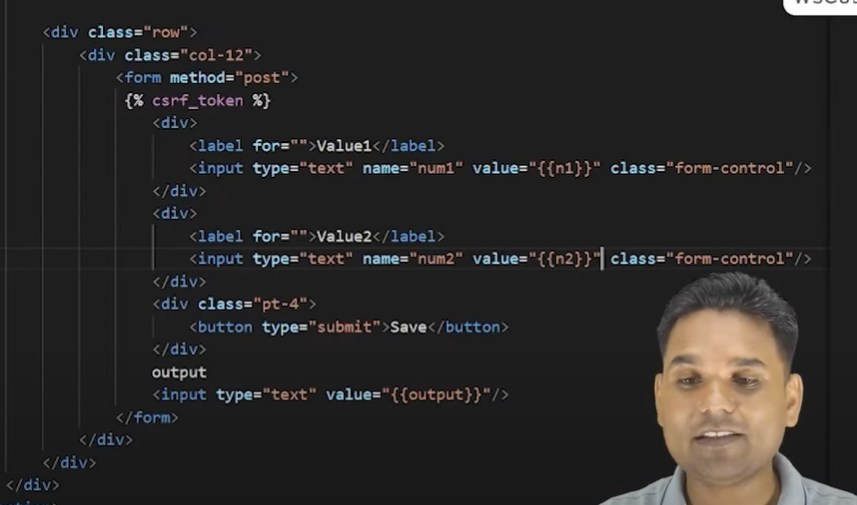 <div class="row">
<div class="col-12">
<form method="post">
{% csrf_token %}
<div>
<label for="">Value1</label>
<input type="text" name="num1" value="{{n1}}" class="form-control"/>
</div>
<div>
<label for="">Value2</label>
<input type="text" name="num2" value="{{n2}}" class="form-control"/>
</div>
<div class="pt-4">
<button type="submit">Save</button>
</div>
output
<input type="text" value="{{output}}"/>
</form>
</div>
</div>
</div>